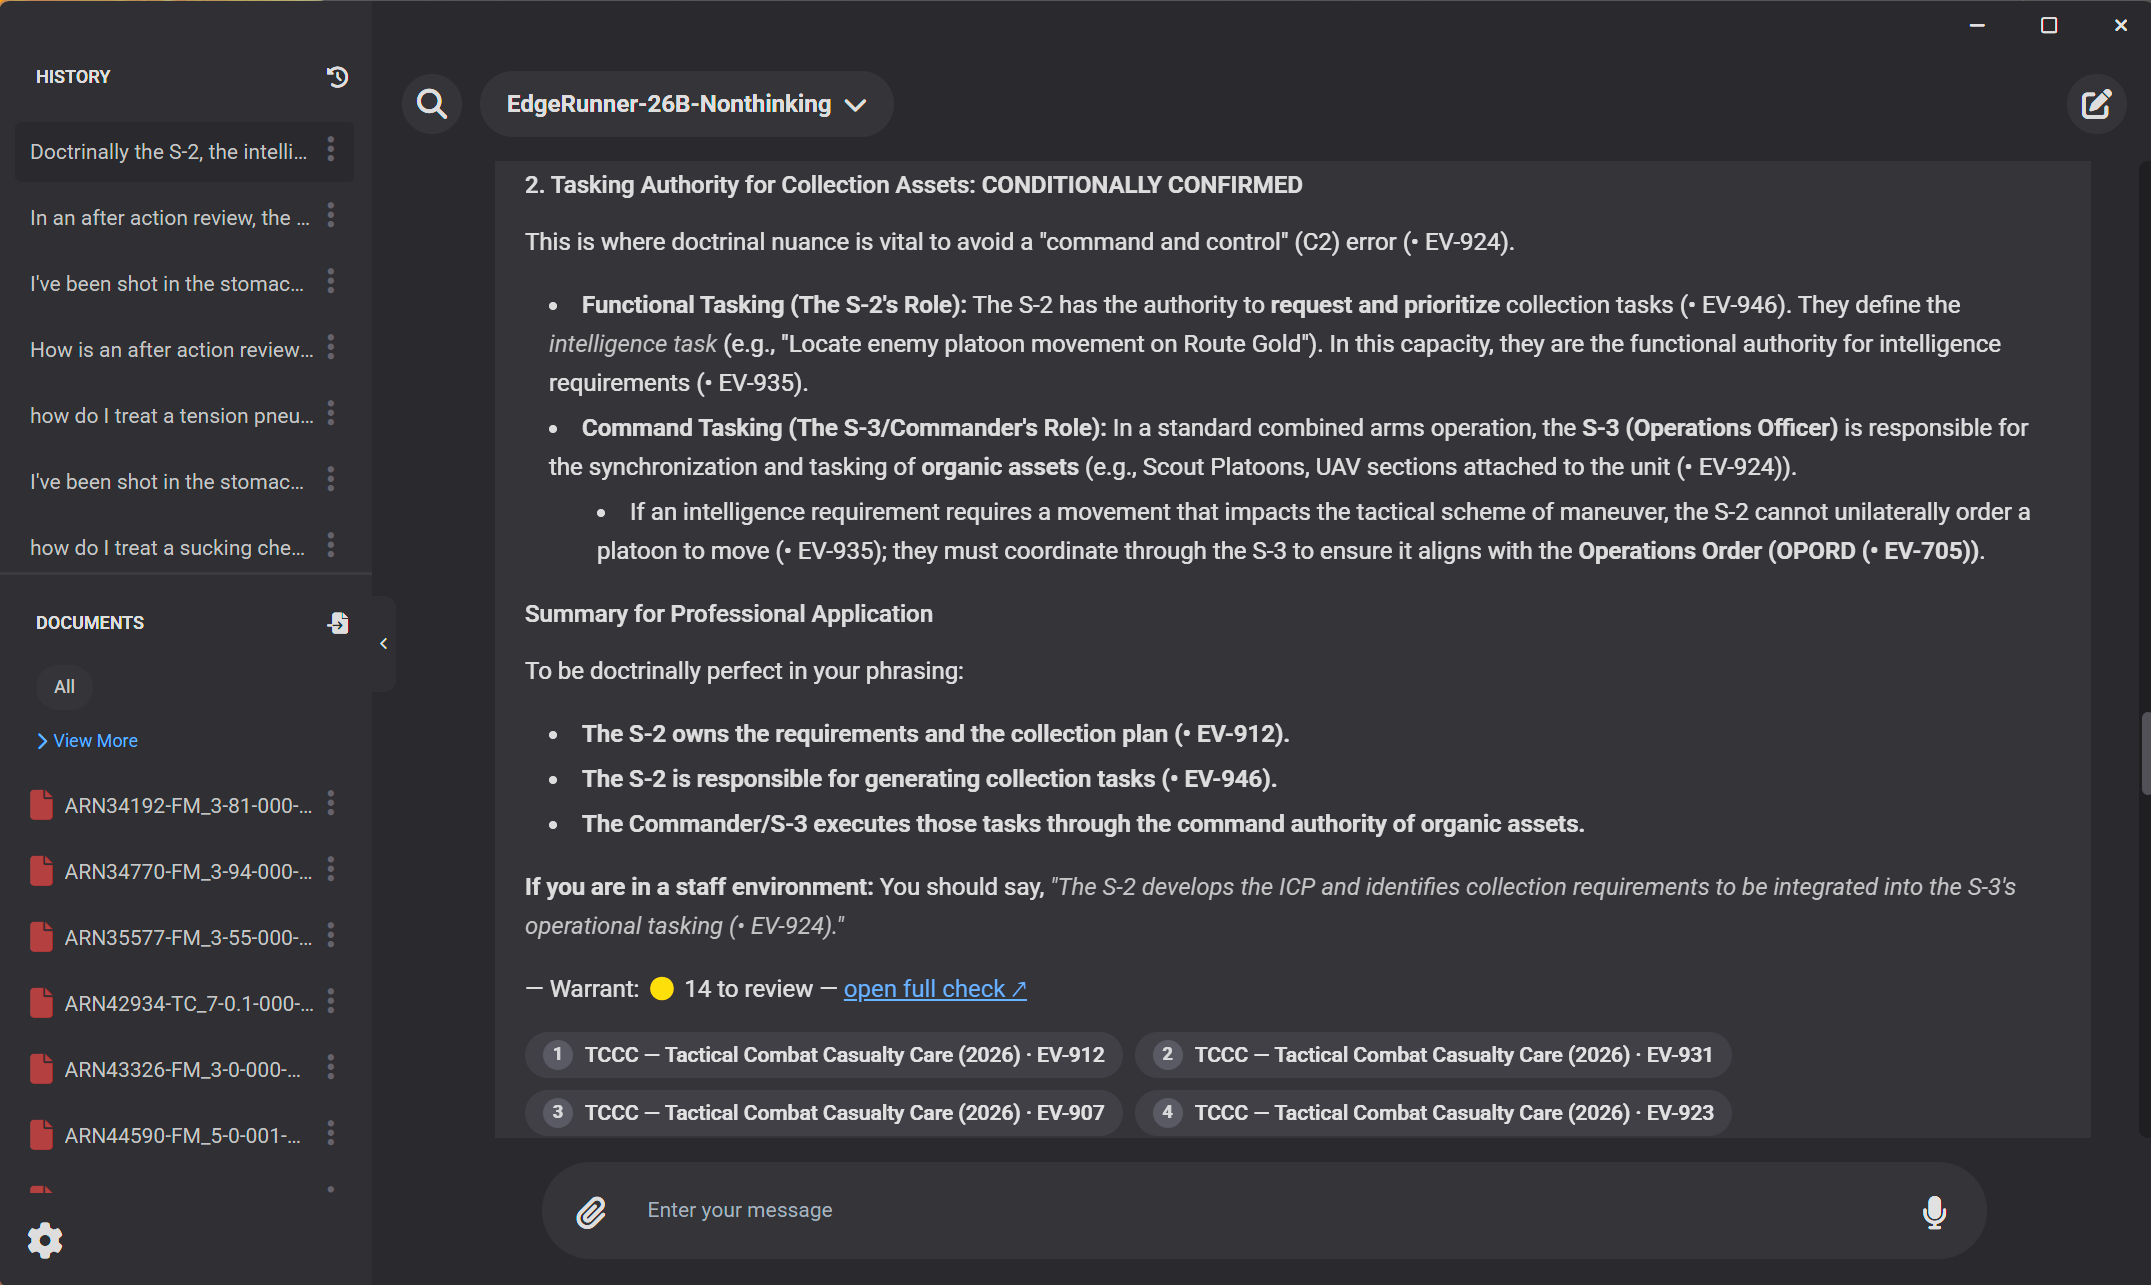 HISTORY
Doctrinally the S-2, the intelli...
In an after action review, the ...
I've been shot in the stomac...
How is an after action review...
how do I treat a tension pneu...
I've been shot in the stomac...
how do I treat a sucking che...
DOCUMENTS
All
View More
ARN34192-FM_3-81-000-...
ARN34770-FM_3-94-000-...
ARN35577-FM_3-55-000-...
ARN42934-TC_7-0.1-000-...
ARN43326-FM_3-0-000-...
ARN44590-FM_5-0-001-...
EdgeRunner-26B-Nonthinking
2. Tasking Authority for Collection Assets: CONDITIONALLY CONFIRMED
This is where doctrinal nuance is vital to avoid a "command and control" (C2) error (• EV-924).
• Functional Tasking (The S-2's Role): The S-2 has the authority to request and prioritize collection tasks (• EV-946). They define the
intelligence task (e.g., "Locate enemy platoon movement on Route Gold"). In this capacity, they are the functional authority for intelligence
requirements (• EV-935).
• Command Tasking (The S-3/Commander's Role): In a standard combined arms operation, the S-3 (Operations Officer) is responsible for
the synchronization and tasking of organic assets (e.g., Scout Platoons, UAV sections attached to the unit (• EV-924)).
• If an intelligence requirement requires a movement that impacts the tactical scheme of maneuver, the S-2 cannot unilaterally order a
platoon to move (• EV-935); they must coordinate through the S-3 to ensure it aligns with the Operations Order (OPORD (• EV-705)).
Summary for Professional Application
To be doctrinally perfect in your phrasing:
• The S-2 owns the requirements and the collection plan (• EV-912).
• The S-2 is responsible for generating collection tasks (• EV-946).
• The Commander/S-3 executes those tasks through the command authority of organic assets.
If you are in a staff environment: You should say, "The S-2 develops the ICP and identifies collection requirements to be integrated into the S-3's
operational tasking (• EV-924)."
— Warrant: 14 to review — open full check ↗
1 TCCC — Tactical Combat Casualty Care (2026) · EV-912
2 TCCC — Tactical Combat Casualty Care (2026) · EV-931
3 TCCC — Tactical Combat Casualty Care (2026) · EV-907
4 TCCC — Tactical Combat Casualty Care (2026) · EV-923
Enter your message